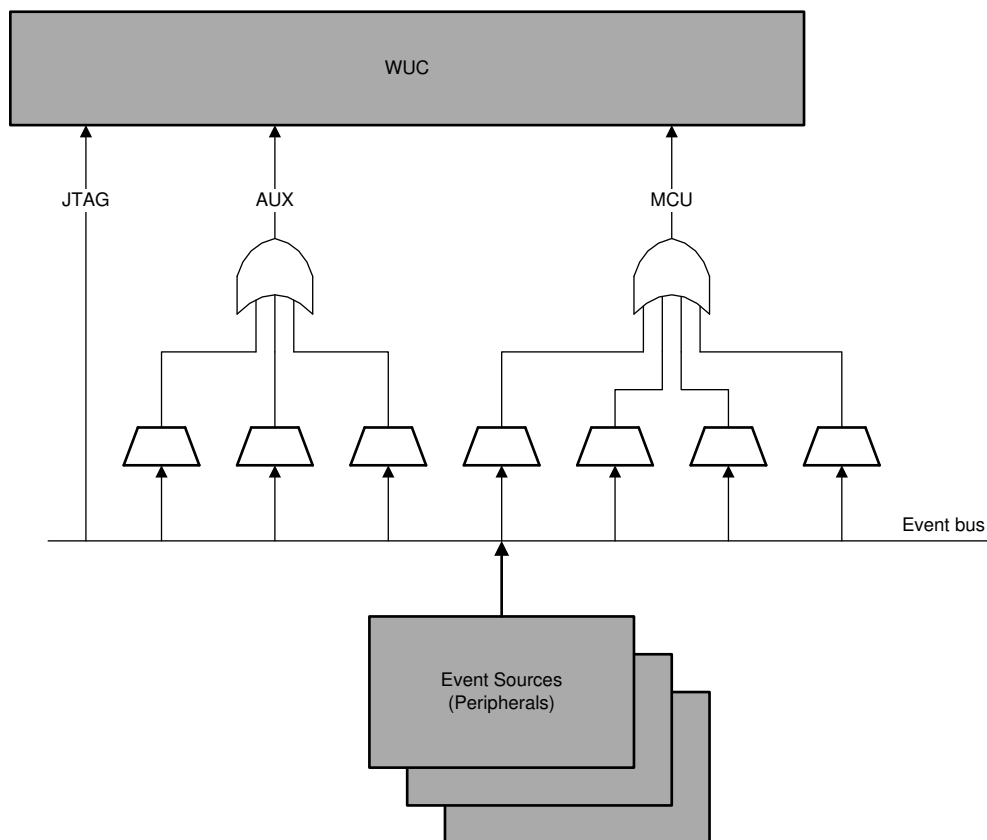 WUC
JTAG
AUX
MCU
Event bus
Event Sources
(Peripherals)